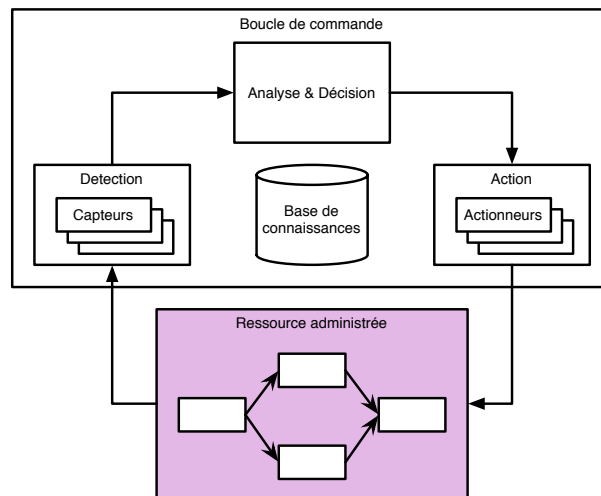 Boucle de commande
Analyse & Décision
Detection
Capteurs
Base de
connaissances
Action
Actionneurs
Ressource administrée